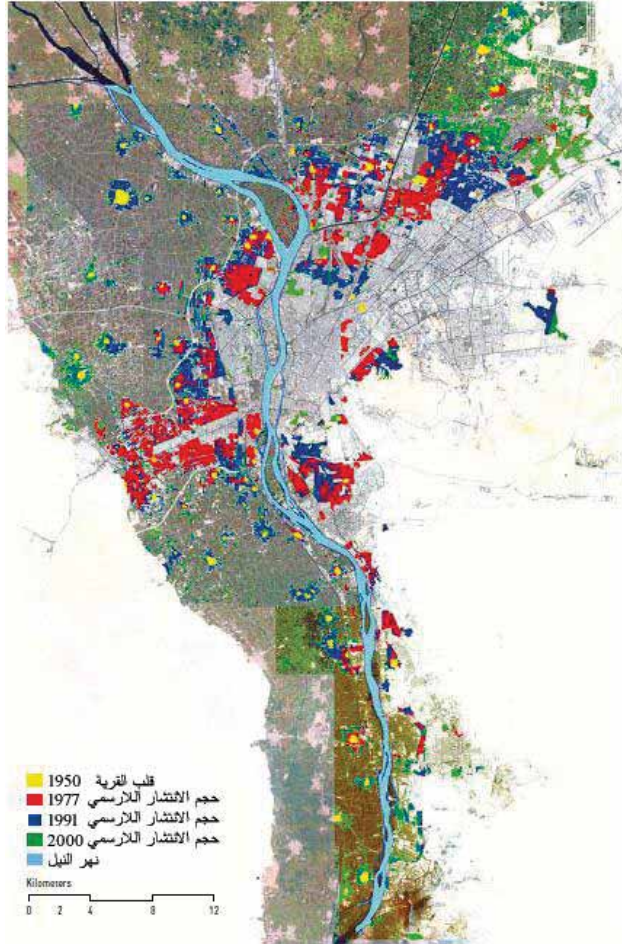 1950 قلب القرية
1977 حجم الانتشار اللارسمي
1991 حجم الانتشار اللارسمي
2000 حجم الانتشار اللارسمي
نهر النيل
Kilometers
0 2 4 8 12